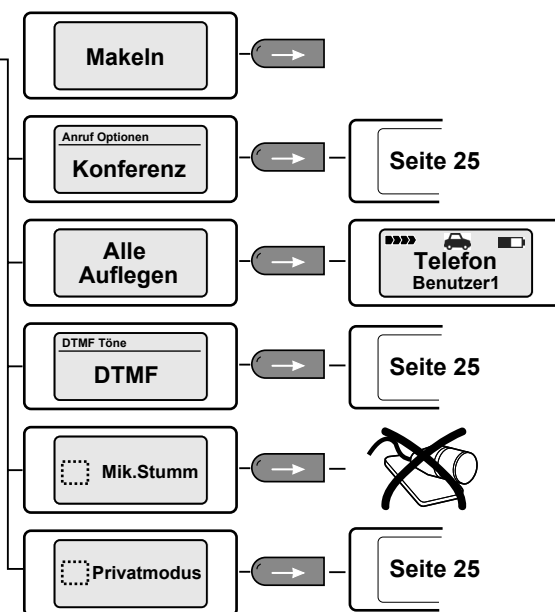 Makeln
Anruf Optionen
Konferenz
Seite 25
Alle
Auflegen
Telefon
Benutzer1
DTMF Töne
DTMF
Seite 25
Mik.Stumm
Privatmodus
Seite 25